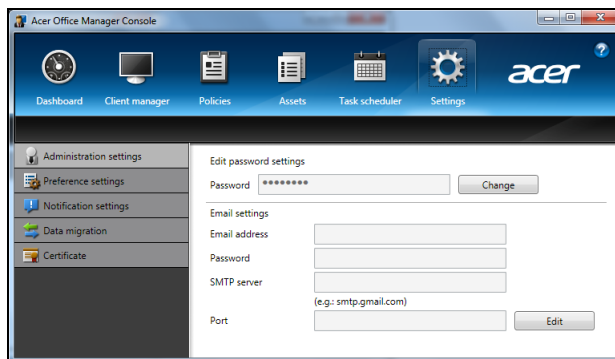 Acer Office Manager Console
Dashboard Client manager Policies Assets Task scheduler Settings acer
Administration settings
Preference settings
Notification settings
Data migration
Certificate
Edit password settings
Password ******** Change
Email settings
Email address
Password
SMTP server
(e.g.: smtp.gmail.com)
Port Edit